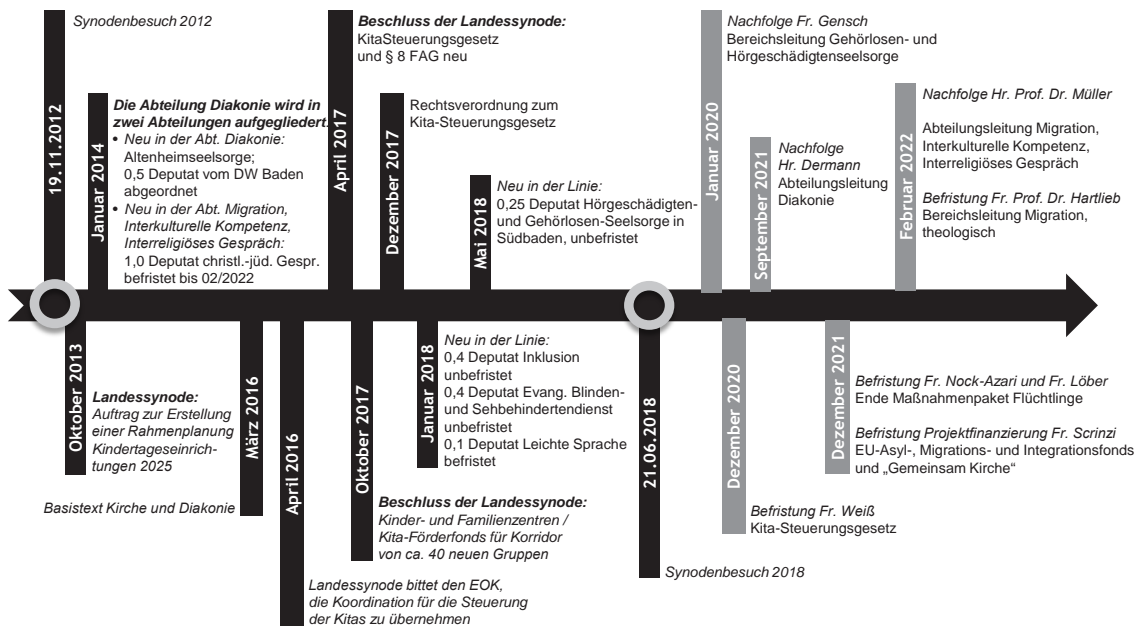 19.11.2012
Synodenbesuch 2012
Oktober 2013
Landessynode:
Auftrag zur Erstellung
einer Rahmenplanung
Kindertageseinrich-
tungen 2025
Januar 2014
Die Abteilung Diakonie wird in
zwei Abteilungen aufgegliedert:
• Neu in der Abt. Diakonie:
Altenheimseelsorge;
0,5 Deputat vom DW Baden
abgeordnet
• Neu in der Abt. Migration,
Interkulturelle Kompetenz,
Interreligiöses Gespräch:
1,0 Deputat christl.-jüd. Gespr.
befristet bis 02/2022
März 2016
Basistext Kirche und Diakonie
April 2016
Landessynode bittet den EOK,
die Koordination für die Steuerung
der Kitas zu übernehmen
April 2017
Beschluss der Landessynode:
KitaSteuerungsgesetz
und § 8 FAG neu
Oktober 2017
Beschluss der Landessynode:
Kinder- und Familienzentren /
Kita-Förderfonds für Korridor
von ca. 40 neuen Gruppen
Dezember 2017
Rechtsverordnung zum
Kita-Steuerungsgesetz
Januar 2018
Neu in der Linie:
0,4 Deputat Inklusion
unbefristet
0,4 Deputat Evang. Blinden-
und Sehbehindertendienst
unbefristet
0,1 Deputat Leichte Sprache
befristet
Mai 2018
Neu in der Linie:
0,25 Deputat Hörgeschädigten-
und Gehörlosen-Seelsorge in
Südbaden, unbefristet
21.06.2018
Synodenbesuch 2018
Januar 2020
Nachfolge Fr. Gensch
Bereichsleitung Gehörlosen- und
Hörgeschädigtenseelsorge
Dezember 2020
Befristung Fr. Weiß
Kita-Steuerungsgesetz
September 2021
Nachfolge
Hr. Dermann
Abteilungsleitung
Diakonie
Dezember 2021
Befristung Fr. Nock-Azari und Fr. Löber
Ende Maßnahmenpaket Flüchtlinge
Befristung Projektfinanzierung Fr. Scrinzi
EU-Asyl-, Migrations- und Integrationsfonds
und „Gemeinsam Kirche“
Februar 2022
Nachfolge Hr. Prof. Dr. Müller
Abteilungsleitung Migration,
Interkulturelle Kompetenz,
Interreligiöses Gespräch
Befristung Fr. Prof. Dr. Hartlieb
Bereichsleitung Migration,
theologisch